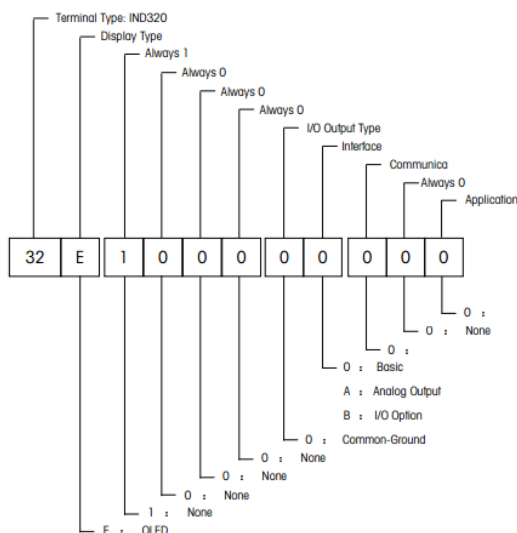 Terminal Type: IND320
Display Type
Always 1
Always 0
Always 0
Always 0
I/O Output Type
Interface
Communica
Always 0
Application
32 E 1 0 0 0 0 0 0 0 0
0 :
0 : None
0 :
0 : Basic
A : Analog Output
B : I/O Option
0 : Common-Ground
0 : None
0 : None
0 : None
1 : None
E : OLED